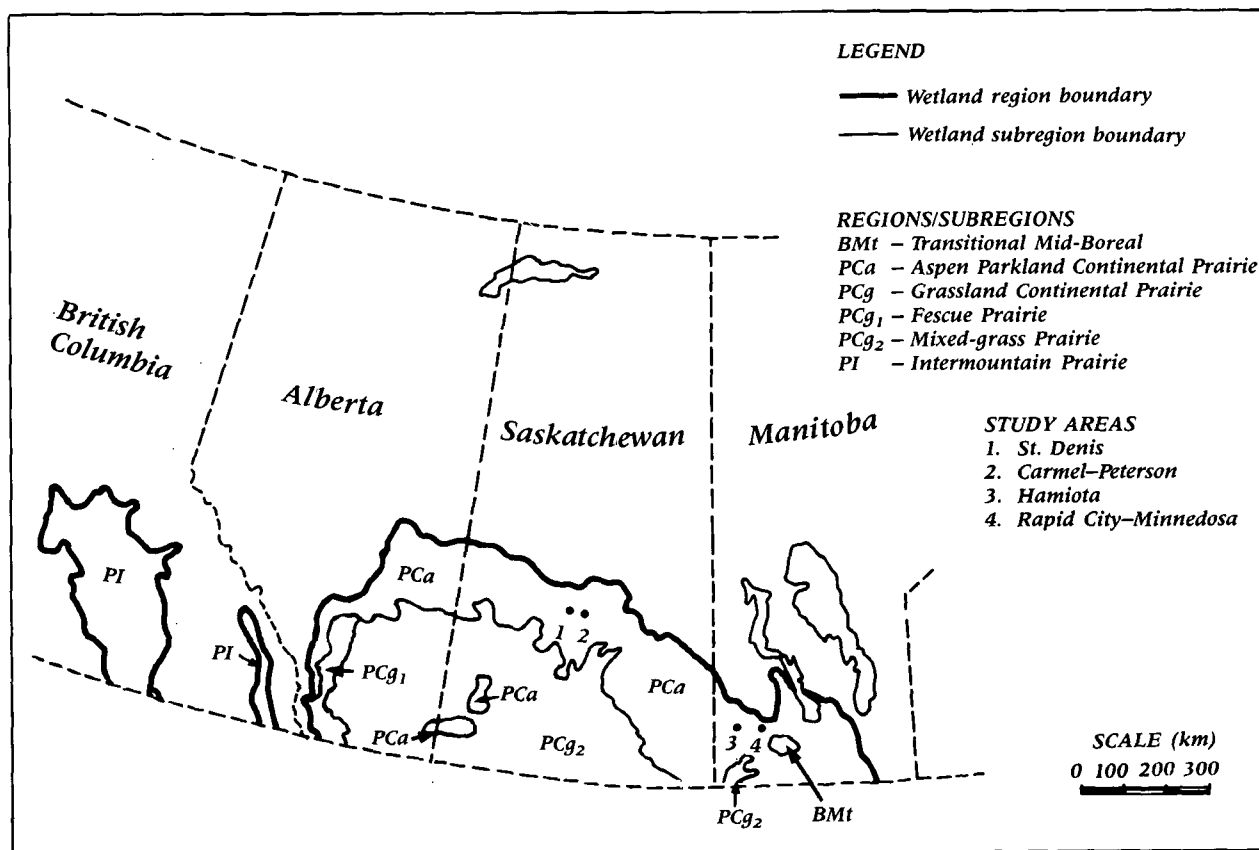 LEGEND
Wetland region boundary
Wetland subregion boundary
REGIONS/SUBREGIONS
BMt – Transitional Mid-Boreal
PCa – Aspen Parkland Continental Prairie
PCg – Grassland Continental Prairie
PCg1 – Fescue Prairie
PCg2 – Mixed-grass Prairie
PI – Intermountain Prairie
STUDY AREAS
1. St. Denis
2. Carmel–Peterson
3. Hamiota
4. Rapid City–Minnedosa
British
Columbia
Alberta
Saskatchewan
Manitoba
PI
PI
PCa
1 2
PCg1
PCa
PCa
PCa
PCg2
3 4
PCg2
BMt
SCALE (km)
0 100 200 300